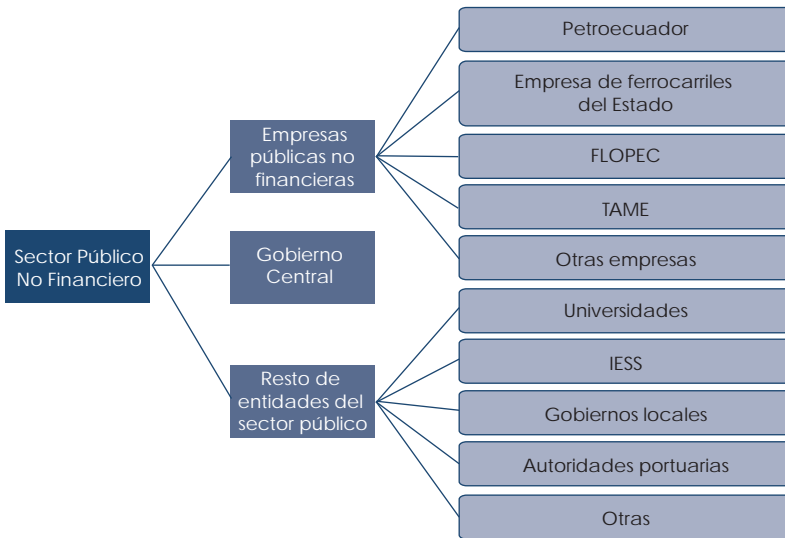 Sector Público
No Financiero
Empresas
públicas no
financieras
Petroecuador
Empresa de ferrocarriles
del Estado
FLOPEC
TAME
Otras empresas
Gobierno
Central
Resto de
entidades del
sector público
Universidades
IESS
Gobiernos locales
Autoridades portuarias
Otras